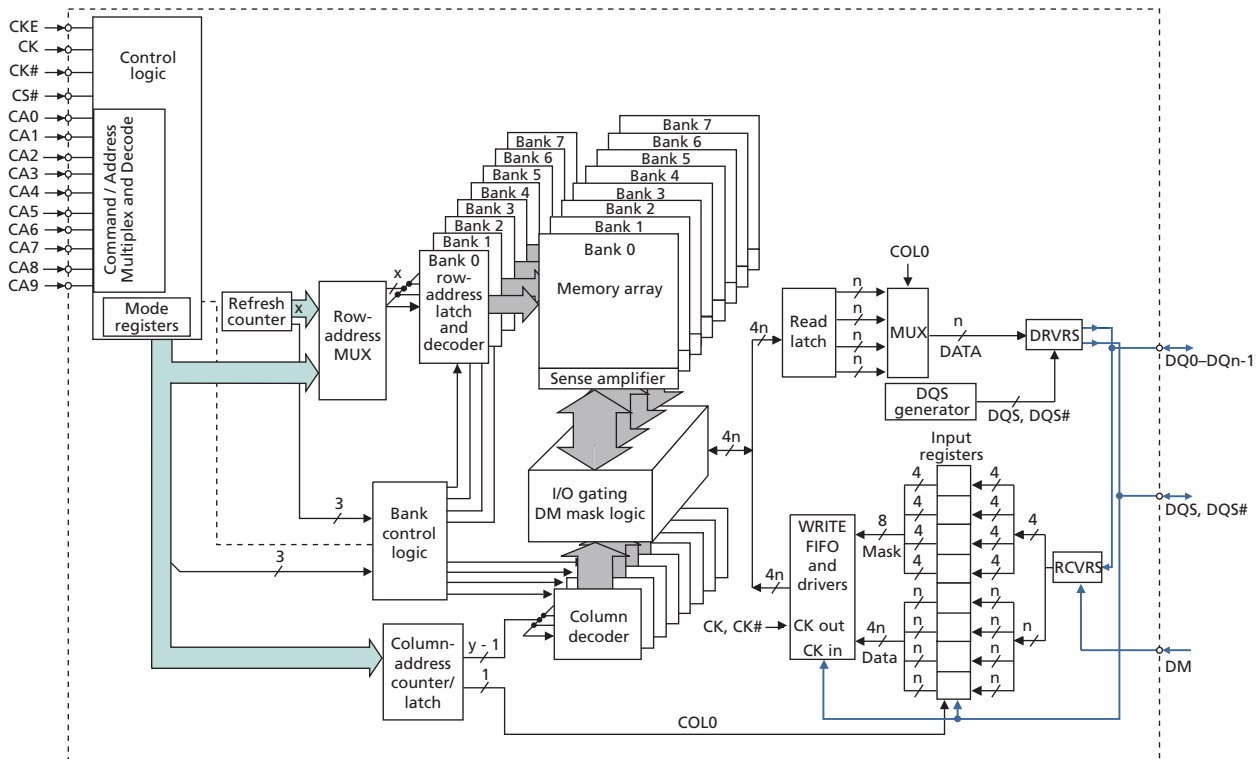 CKE
CK
CK#
CS#
CA0
CA1
CA2
CA3
CA4
CA5
CA6
CA7
CA8
CA9
Control
logic
Command / Address
Multiplex and Decode
Mode
registers
Refresh
counter
x
Row-
address
MUX
x
Bank 7
Bank 6
Bank 5
Bank 4
Bank 3
Bank 2
Bank 1
Bank 0
row-
address
latch
and
decoder
Bank 7
Bank 6
Bank 5
Bank 4
Bank 3
Bank 2
Bank 1
Bank 0
Memory array
Sense amplifier
3
3
Bank
control
logic
I/O gating
DM mask logic
Column
decoder
Column-
address
counter/
latch
y - 1
1
COL0
4n
4n
4n
Read
latch
n
n
n
n
COL0
MUX
n
DATA
DRVRS
DQS
generator
DQS, DQS#
DQ0–DQn-1
DQS, DQS#
DM
Input
registers
4
4
4
4
n
n
n
n
4
4
4
4
n
n
n
n
4
n
RCVRS
8
Mask
4n
Data
WRITE
FIFO
and
drivers
CK out
CK in
CK, CK#